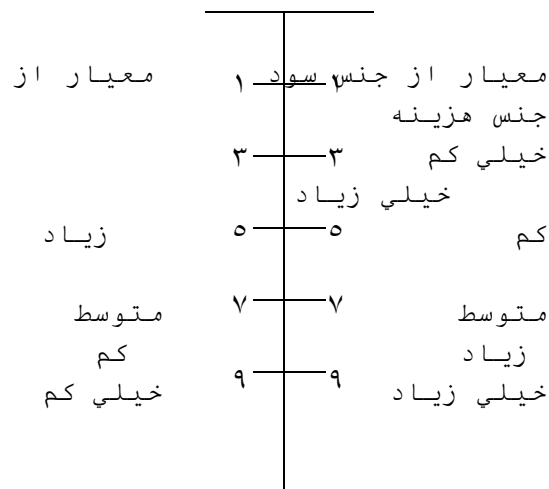 معيار از جنس سود ۱ ۱ معيار از
جنس هزينه
خيلي کم ۳ ۳
خيلي زياد
کم ۵ ۵ زياد
متوسط ۷ ۷ متوسط
زياد کم
خيلي زياد ۹ ۹ خيلي کم